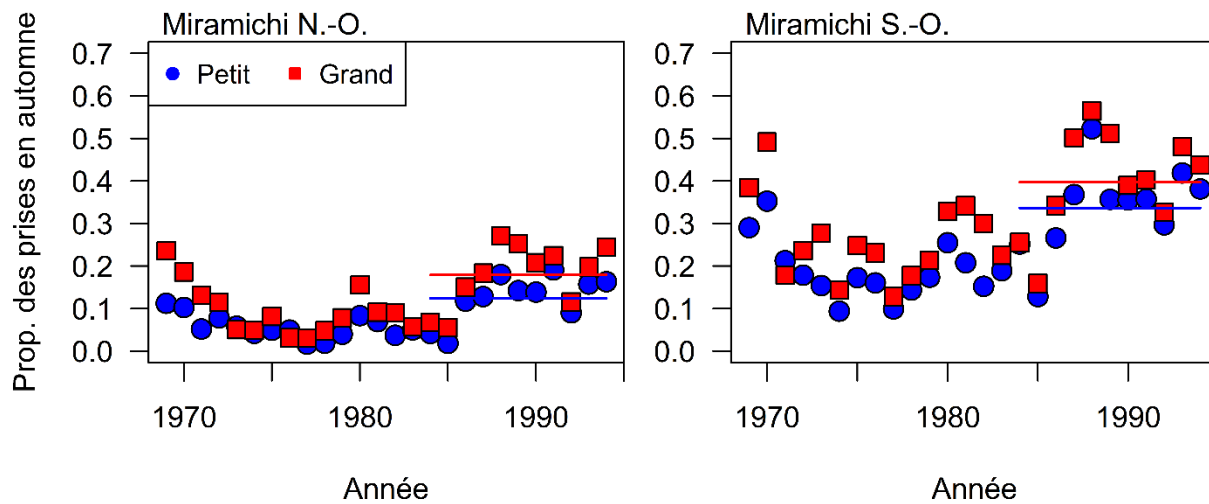 Miramichi N.-O.
Prop. des prises en automne
0.7
0.6
0.5
0.4
0.3
0.2
0.1
0.0
Petit Grand
1970 1980 1990
Année
Miramichi S.-O.
0.7
0.6
0.5
0.4
0.3
0.2
0.1
0.0
1970 1980 1990
Année